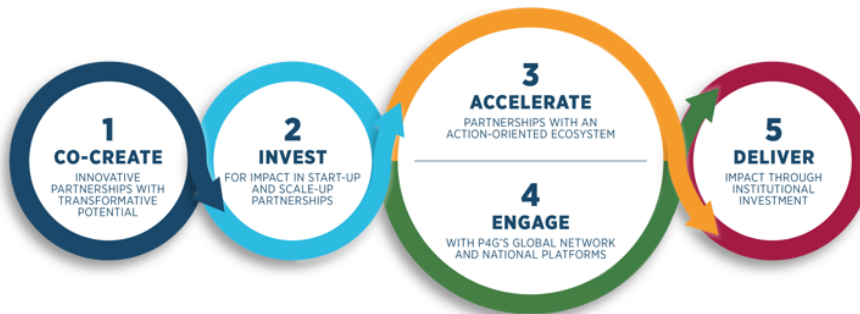 1
CO-CREATE
INNOVATIVE
PARTNERSHIPS WITH
TRANSFORMATIVE
POTENTIAL
2
INVEST
FOR IMPACT IN START-UP
AND SCALE-UP
PARTNERSHIPS
3
ACCELERATE
PARTNERSHIPS WITH AN
ACTION-ORIENTED ECOSYSTEM
4
ENGAGE
WITH P4G'S GLOBAL NETWORK
AND NATIONAL PLATFORMS
5
DELIVER
IMPACT THROUGH
INSTITUTIONAL
INVESTMENT